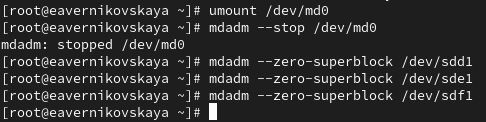 [root@eavernikovskaya ~]# umount /dev/md0
[root@eavernikovskaya ~]# mdadm --stop /dev/md0
mdadm: stopped /dev/md0
[root@eavernikovskaya ~]# mdadm --zero-superblock /dev/sdd1
[root@eavernikovskaya ~]# mdadm --zero-superblock /dev/sde1
[root@eavernikovskaya ~]# mdadm --zero-superblock /dev/sdf1
[root@eavernikovskaya ~]#